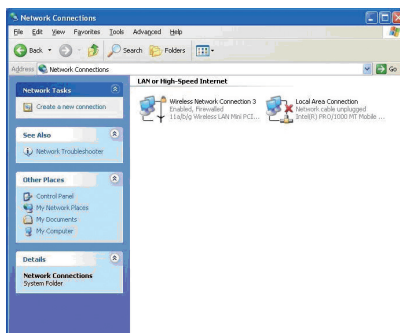 Network Connections
File Edit View Favorites Tools Advanced Help
Back Search Folders
Address Network Connections Go
Network Tasks
Create a new connection
See Also
Network Troubleshooter
Other Places
Control Panel
My Network Places
My Documents
My Computer
Details
Network Connections
System Folder
LAN or High-Speed Internet
Wireless Network Connection 3
Enabled, Firewalled
11a/b/g Wireless LAN Mini PCI...
Local Area Connection
Network cable unplugged
Intel(R) PRO/1000 MT Mobile ...